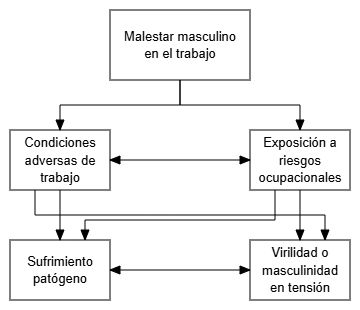 Malestar masculino
en el trabajo
Condiciones
adversas de
trabajo
Exposición a
riesgos
ocupacionales
Sufrimiento
patógeno
Virilidad o
masculinidad
en tensión